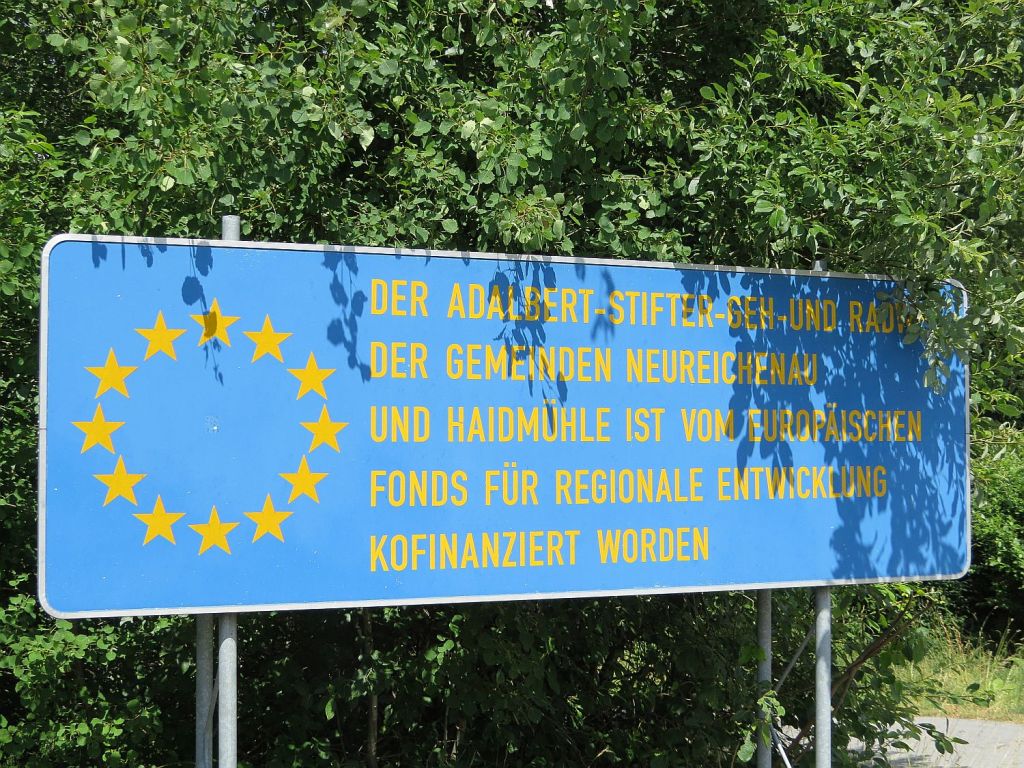 DER ADALBERT-STIFTER-GEH-UND
DER GEMEINDEN NEUREICHENAU
UND HAIDMÜHLE IST VOM EUROPÄISCHEN
FONDS FÜR REGIONALE ENTWICKLUNG
KOFINANZIERT WORDEN